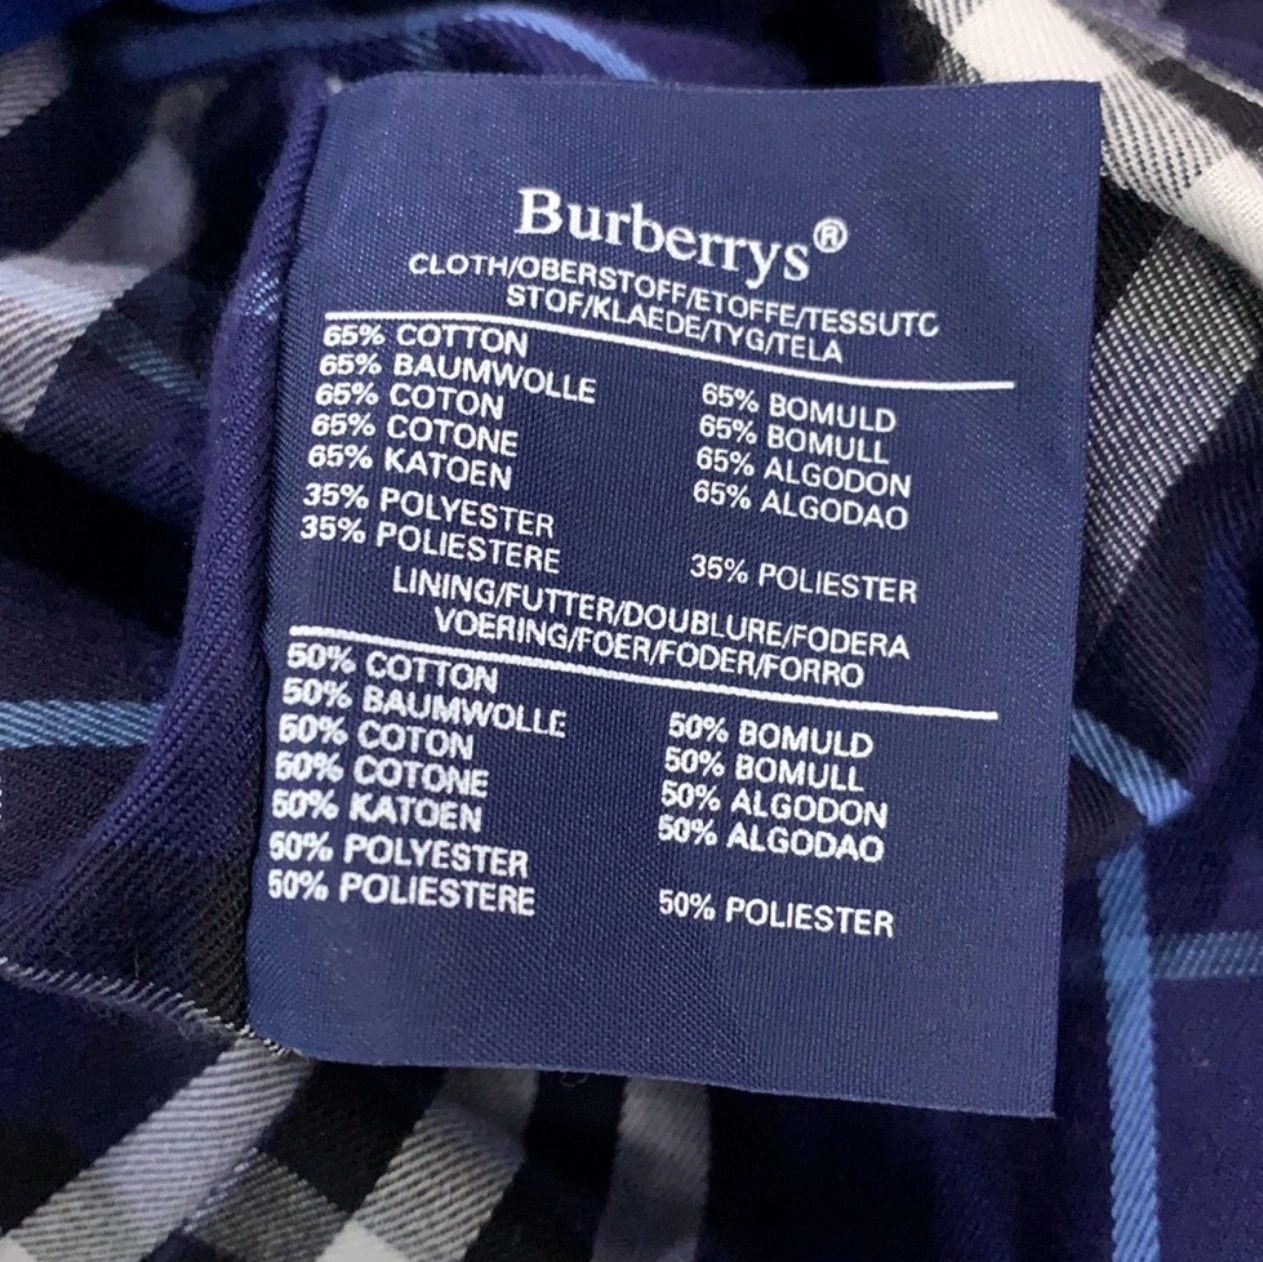 Burberrys®
CLOTH/OBERSTOFF/ETOFFE/TESSUTO
STOF/KLAEDE/TYG/TELA
65% COTTON
65% BAUMWOLLE
65% COTON
65% COTONE
65% KATOEN
35% POLYESTER
35% POLIESTERE
65% BOMULD
65% BOMULL
65% ALGODON
65% ALGODAO
35% POLIESTER
LINING/FUTTER/DOUBLURE/FODERA
VOERING/FOER/FODER/FORRO
50% COTTON
50% BAUMWOLLE
50% COTON
50% COTONE
50% KATOEN
50% POLYESTER
50% POLIESTERE
50% BOMULD
50% BOMULL
50% ALGODON
50% ALGODAO
50% POLIESTER